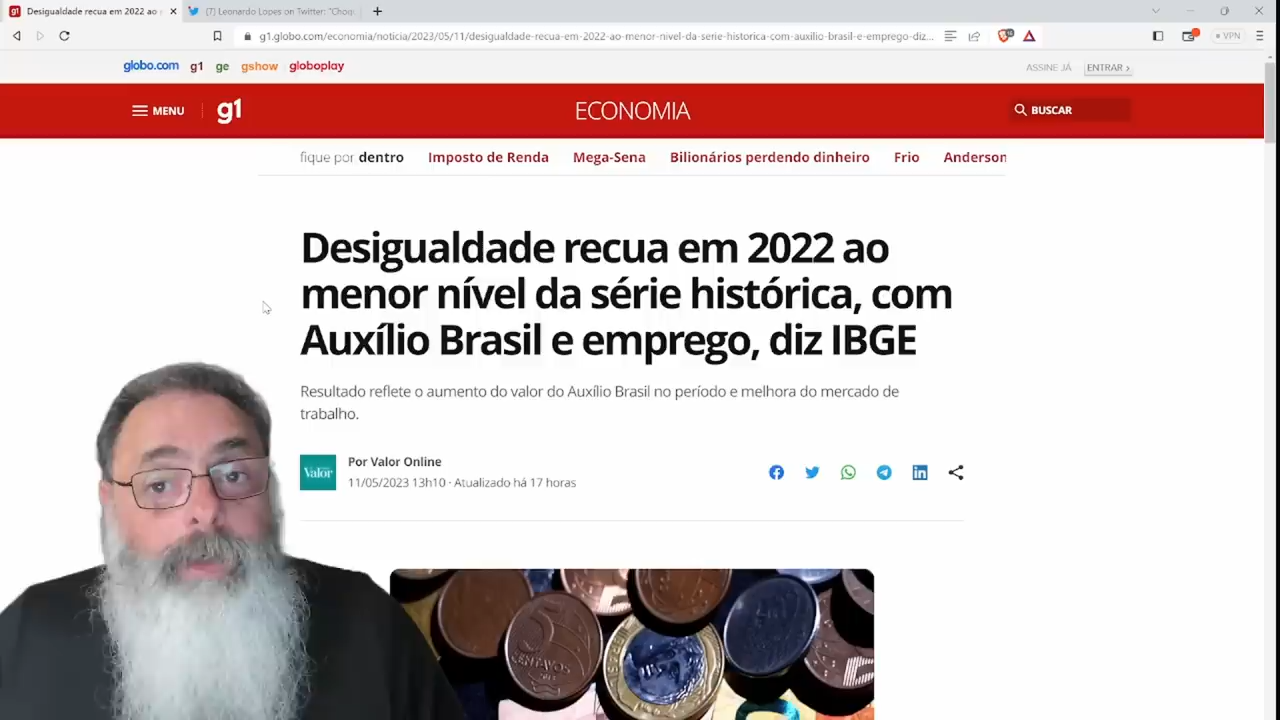 Desigualdade recua em 2022 ao
(7) Leonardo Lopes on Twitter: "Choq
g1.globo.com/economia/noticia/2023/05/11/desigualdade-recua-em-2022-ao-menor-nivel-da-serie-historica-com-auxilio-brasil-e-emprego-diz...
VPN
globo.com g1 ge gshow globoplay
ASSINE JÁ ENTRAR ›
MENU g1 ECONOMIA BUSCAR
fique por dentro Imposto de Renda Mega-Sena Bilionários perdendo dinheiro Frio Anderson
Desigualdade recua em 2022 ao
menor nível da série histórica, com
Auxílio Brasil e emprego, diz IBGE
Resultado reflete o aumento do valor do Auxílio Brasil no período e melhora do mercado de
trabalho.
Valor
Por Valor Online
11/05/2023 13h10 · Atualizado há 17 horas
5
CENTAVOS